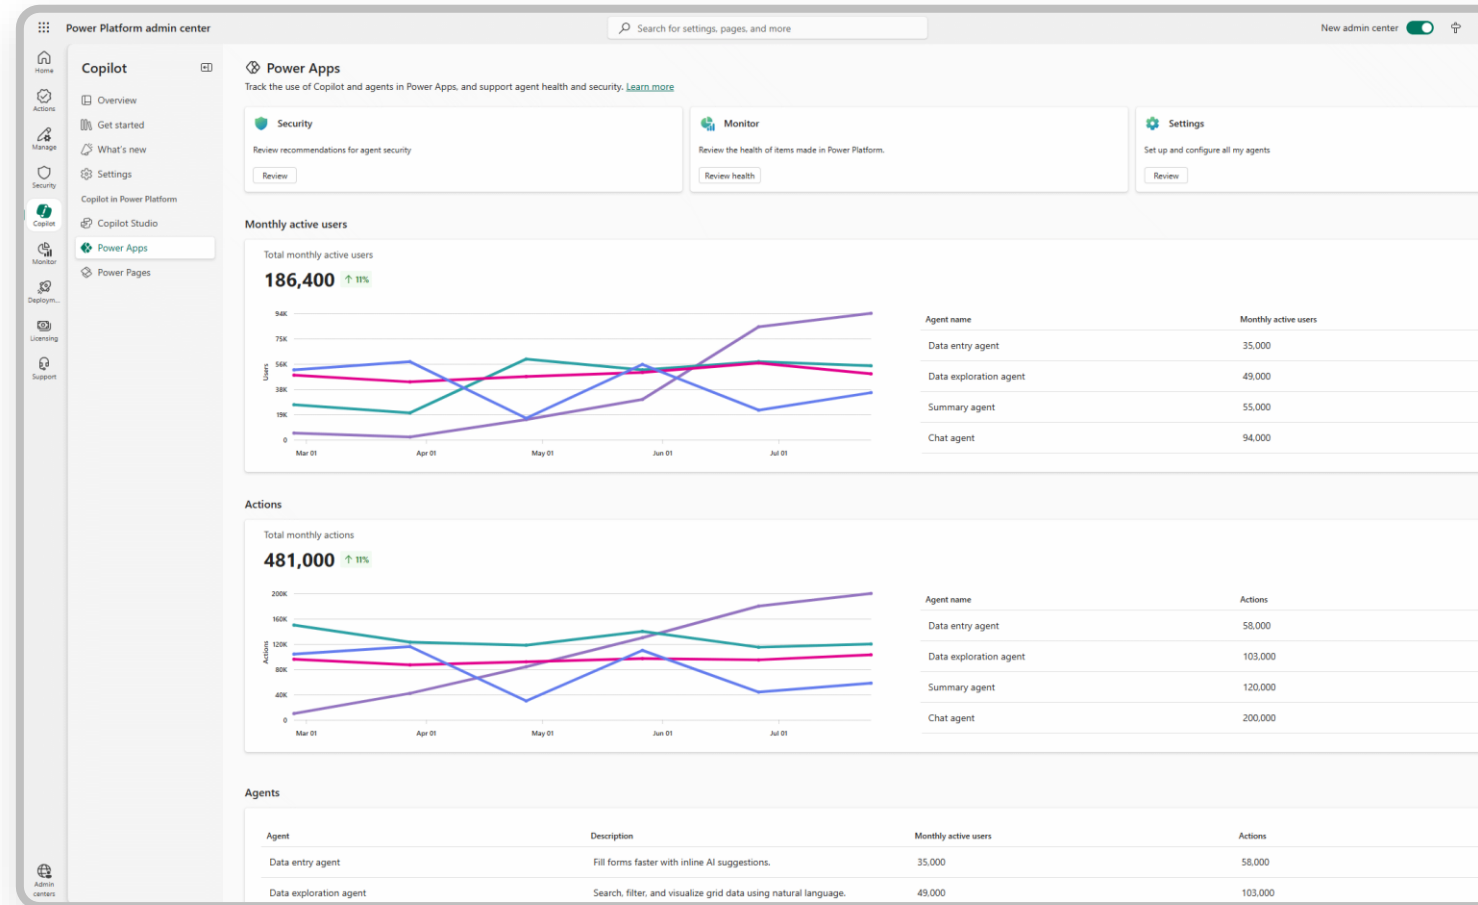 Power Platform admin center
Search for settings, pages, and more
New admin center
Home
Actions
Manage
Security
Copilot
Monitor
Deploym...
Licensing
Support
Admin centers
Copilot
Overview
Get started
What's new
Settings
Copilot in Power Platform
Copilot Studio
Power Apps
Power Pages
Power Apps
Track the use of Copilot and agents in Power Apps, and support agent health and security. Learn more
Security
Review recommendations for agent security
Review
Monitor
Review the health of items made in Power Platform.
Review health
Settings
Set up and configure all my agents
Review
Monthly active users
Total monthly active users
186,400 ↑ 11%
94K
75K
56K
38K
19K
0
Users
Mar 01 Apr 01 May 01 Jun 01 Jul 01
Agent name Monthly active users
Data entry agent 35,000
Data exploration agent 49,000
Summary agent 55,000
Chat agent 94,000
Actions
Total monthly actions
481,000 ↑ 11%
200K
160K
120K
80K
40K
0
Actions
Mar 01 Apr 01 May 01 Jun 01 Jul 01
Agent name Actions
Data entry agent 58,000
Data exploration agent 103,000
Summary agent 120,000
Chat agent 200,000
Agents
Agent Description Monthly active users Actions
Data entry agent Fill forms faster with inline AI suggestions. 35,000 58,000
Data exploration agent Search, filter, and visualize grid data using natural language. 49,000 103,000